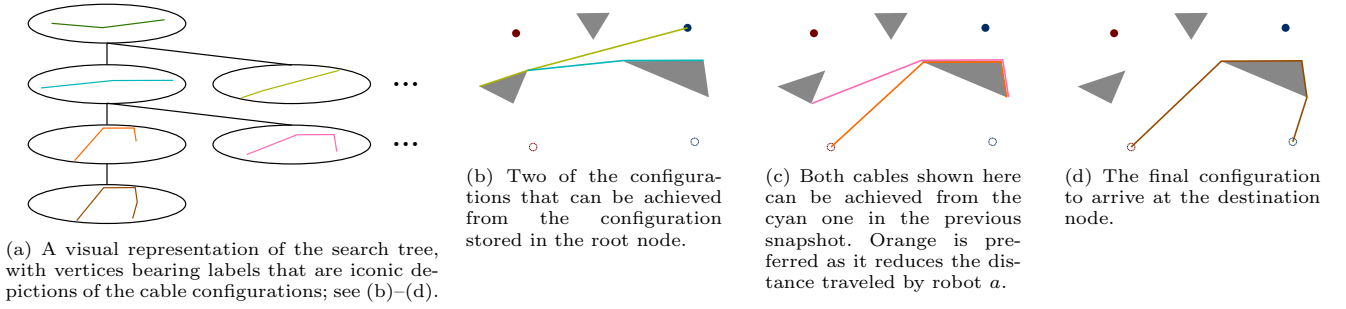 (a) A visual representation of the search tree,
with vertices bearing labels that are iconic de-
pictions of the cable configurations; see (b)–(d).
(b) Two of the configura-
tions that can be achieved
from the configuration
stored in the root node.
(c) Both cables shown here
can be achieved from the
cyan one in the previous
snapshot. Orange is pre-
ferred as it reduces the dis-
tance traveled by robot a.
(d) The final configuration
to arrive at the destination
node.